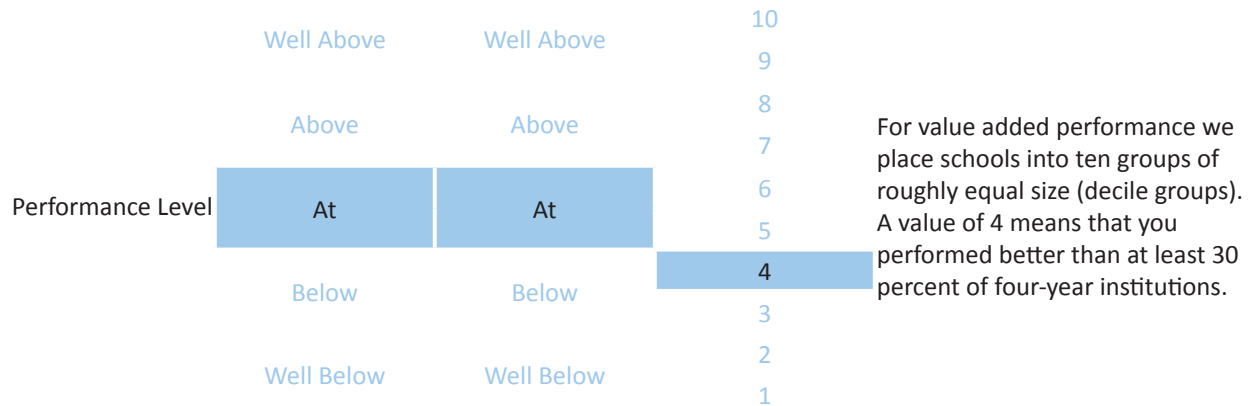 10
Well Above Well Above
9
8
Above Above
7
6
Performance Level At At
5
4
Below Below
3
2
Well Below Well Below
1
For value added performance we
place schools into ten groups of
roughly equal size (decile groups).
A value of 4 means that you
performed better than at least 30
percent of four-year institutions.